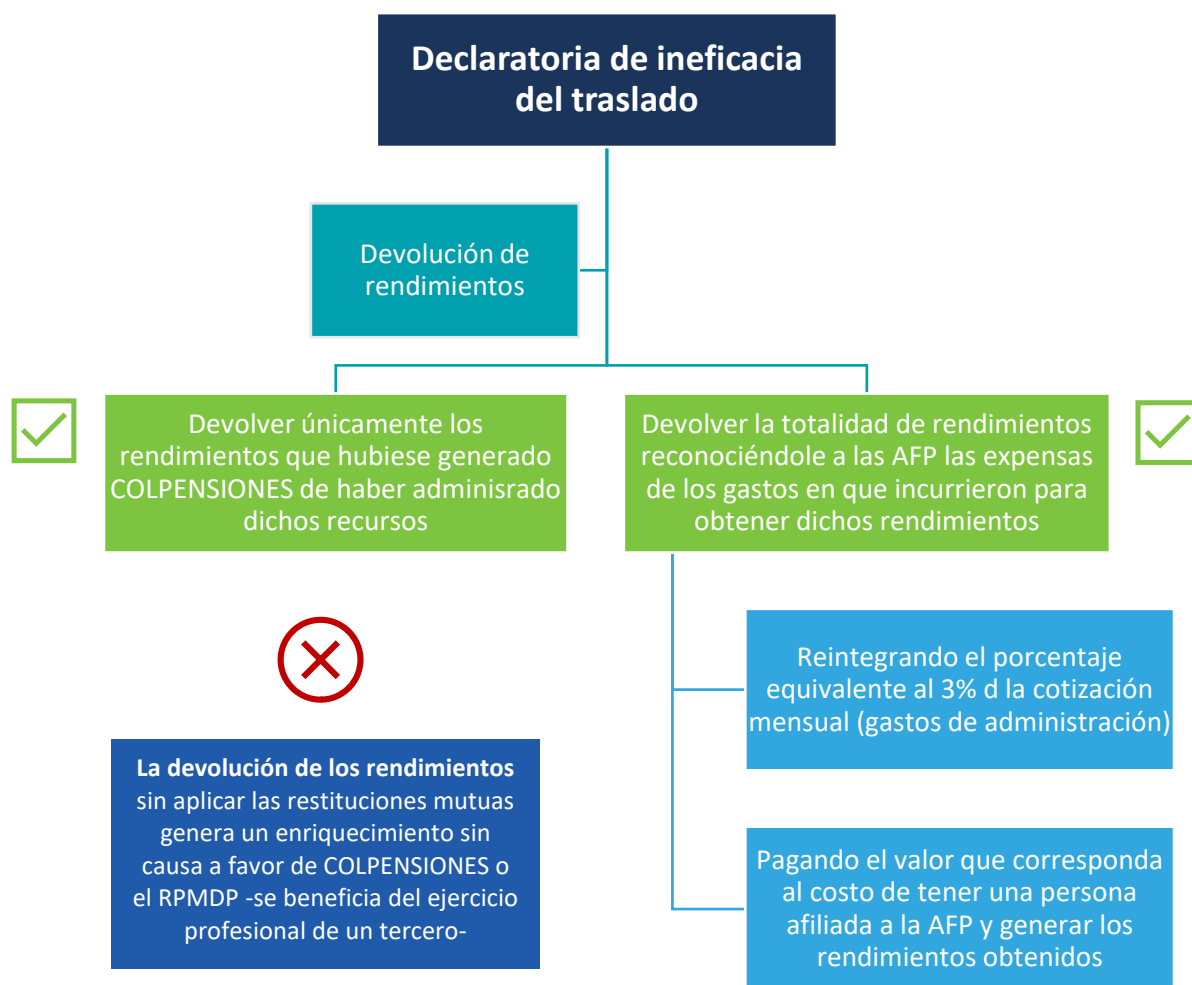 Declaratoria de ineficacia
del traslado
Devolución de
rendimientos
Devolver únicamente los
rendimientos que hubiese generado
COLPENSIONES de haber adminisrado
dichos recursos
Devolver la totalidad de rendimientos
reconociéndole a las AFP las expensas
de los gastos en que incurrieron para
obtener dichos rendimientos
La devolución de los rendimientos
sin aplicar las restituciones mutuas
genera un enriquecimiento sin
causa a favor de COLPENSIONES o
el RPMDP -se beneficia del ejercicio
profesional de un tercero-
Reintegrando el porcentaje
equivalente al 3% d la cotización
mensual (gastos de administración)
Pagando el valor que corresponda
al costo de tener una persona
afiliada a la AFP y generar los
rendimientos obtenidos